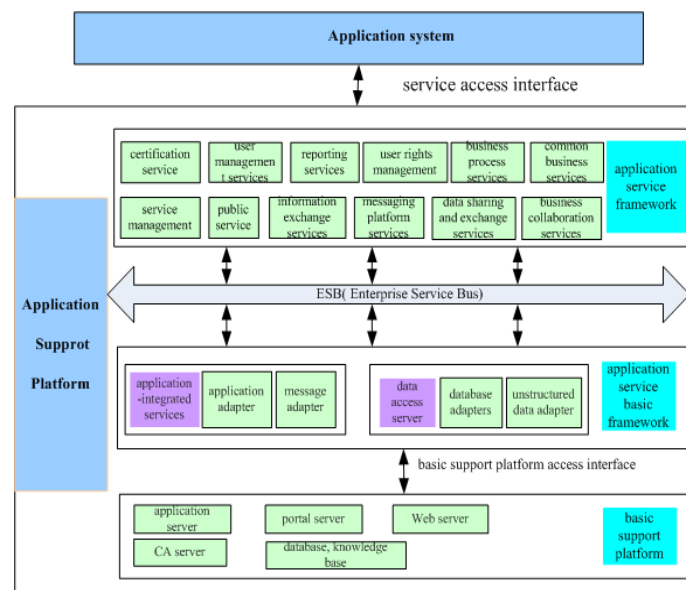 Application system
service access interface
certification
service
user
managemen
t services
reporting
services
user rights
management
business
process
services
common
business
services
application
service
framework
service
management
public
service
information
exchange
services
messaging
platform
services
data sharing
and exchange
services
business
collaboration
services
ESB( Enterprise Service Bus)
Application
Supprot
Platform
application
-integrated
services
application
adapter
message
adapter
data
access
server
database
adapters
unstructured
data adapter
application
service
basic
framework
basic support platform access interface
application
server
portal server
Web server
CA server
database, knowledge
base
basic
support
platform